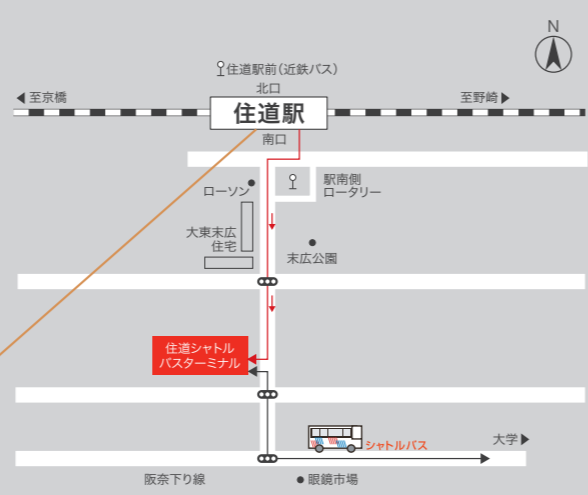 N
住道駅前（近鉄バス）
北口
◀至京橋
至野崎▶
住道駅
南口
ローソン
駅南側
ロータリー
大東末広
住宅
末広公園
住道シャトル
バスターミナル
シャトルバス
大学▶
阪奈下り線
眼鏡市場